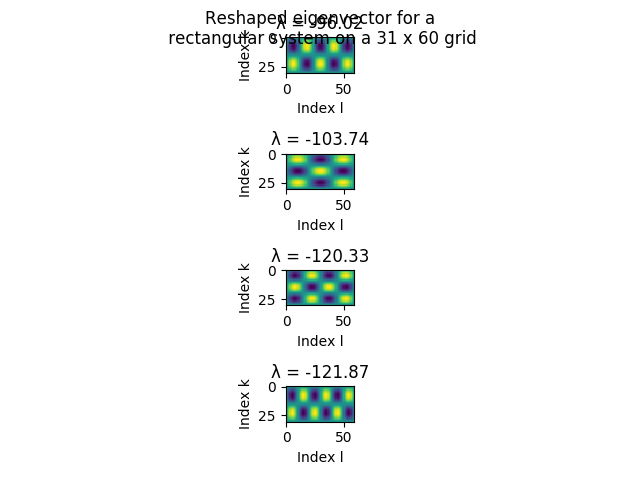 Reshaped eigenvector for a
rectangular system on a 31 x 60 grid
λ = -96.02
Index k
0
25
0 50
Index l
λ = -103.74
Index k
0
25
0 50
Index l
λ = -120.33
Index k
0
25
0 50
Index l
λ = -121.87
Index k
0
25
0 50
Index l